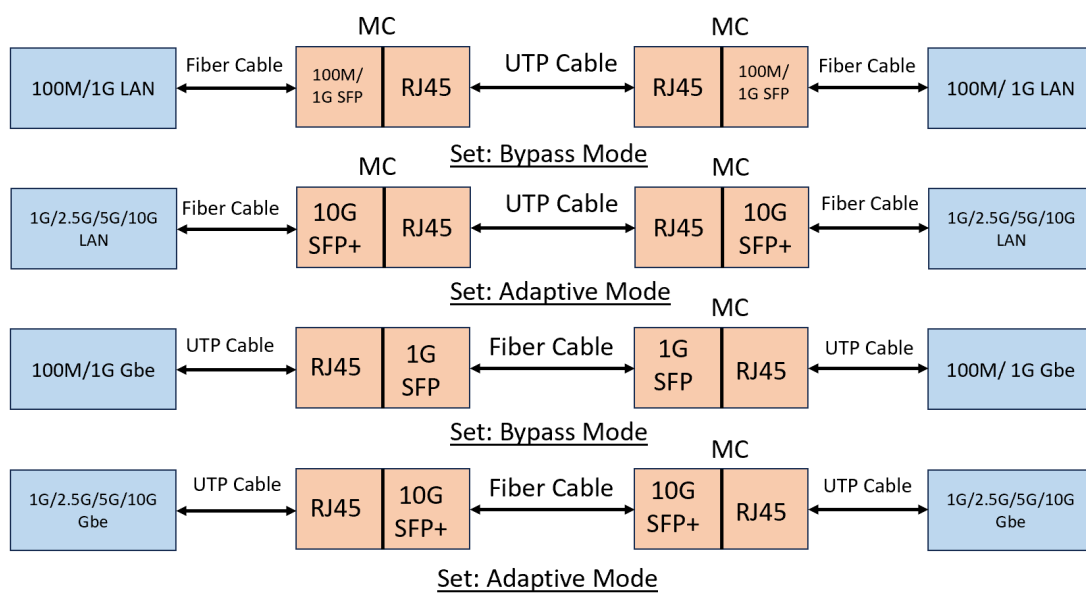 MC
MC
100M/1G LAN
Fiber Cable
100M/
1G SFP
RJ45
UTP Cable
RJ45
100M/
1G SFP
Fiber Cable
100M/ 1G LAN
Set: Bypass Mode
MC
MC
1G/2.5G/5G/10G
LAN
Fiber Cable
10G
SFP+
RJ45
UTP Cable
RJ45
10G
SFP+
Fiber Cable
1G/2.5G/5G/10G
LAN
Set: Adaptive Mode
MC
100M/1G Gbe
UTP Cable
RJ45
1G
SFP
Fiber Cable
1G
SFP
RJ45
UTP Cable
100M/ 1G Gbe
Set: Bypass Mode
MC
1G/2.5G/5G/10G
Gbe
UTP Cable
RJ45
10G
SFP+
Fiber Cable
10G
SFP+
RJ45
UTP Cable
1G/2.5G/5G/10G
Gbe
Set: Adaptive Mode